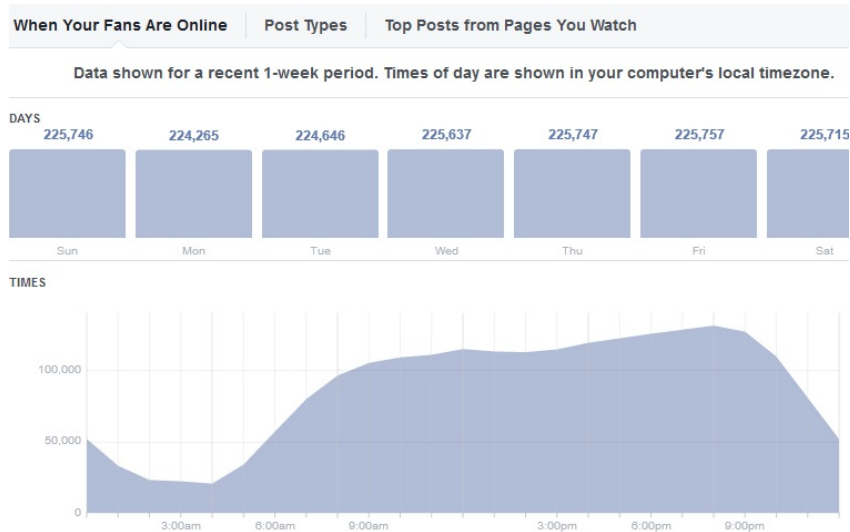 When Your Fans Are Online Post Types Top Posts from Pages You Watch
Data shown for a recent 1-week period. Times of day are shown in your computer's local timezone.
DAYS
225,746 224,265 224,646 225,637 225,747 225,757 225,715
Sun Mon Tue Wed Thu Fri Sat
TIMES
100,000
50,000
0
3:00am 6:00am 9:00am 3:00pm 6:00pm 9:00pm